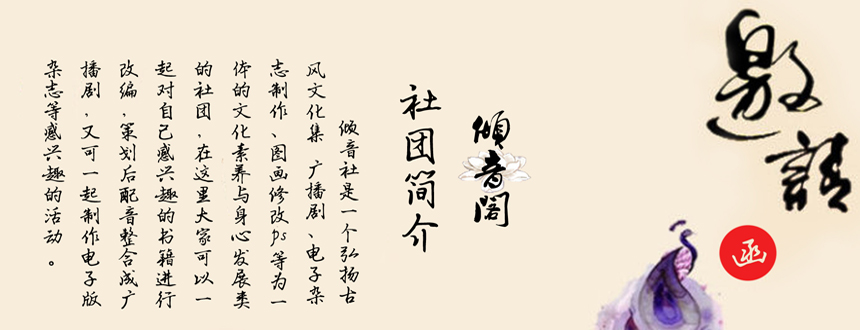 邀請
函
倾音阁
社团简介
倾音社是一个弘扬古
风文化集 广播剧、电子杂
志制作、图画修改ps等为一
体的文化素养与身心发展类
的社团，在这里大家可以一
起对自己感兴趣的书籍进行
改编，策划后配音整合成广
播剧，又可一起制作电子版
杂志等感兴趣的活动。